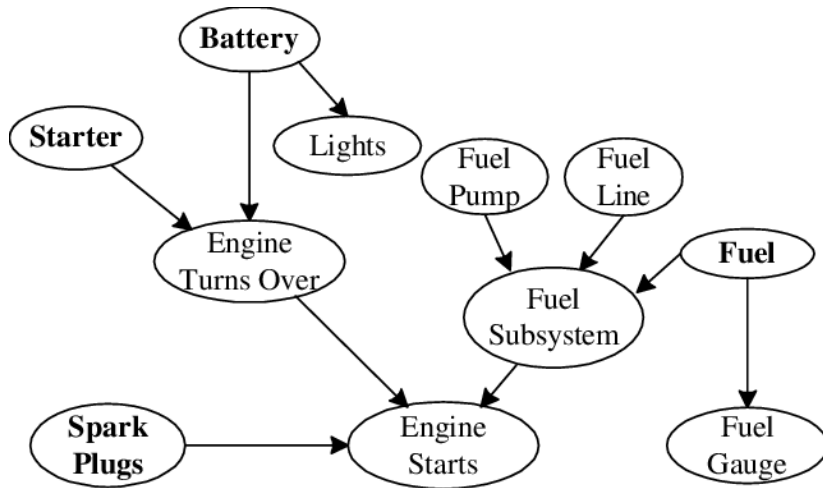 Battery
Starter
Lights
Fuel
Pump
Fuel
Line
Engine
Turns Over
Fuel
Fuel
Subsystem
Spark
Plugs
Engine
Starts
Fuel
Gauge